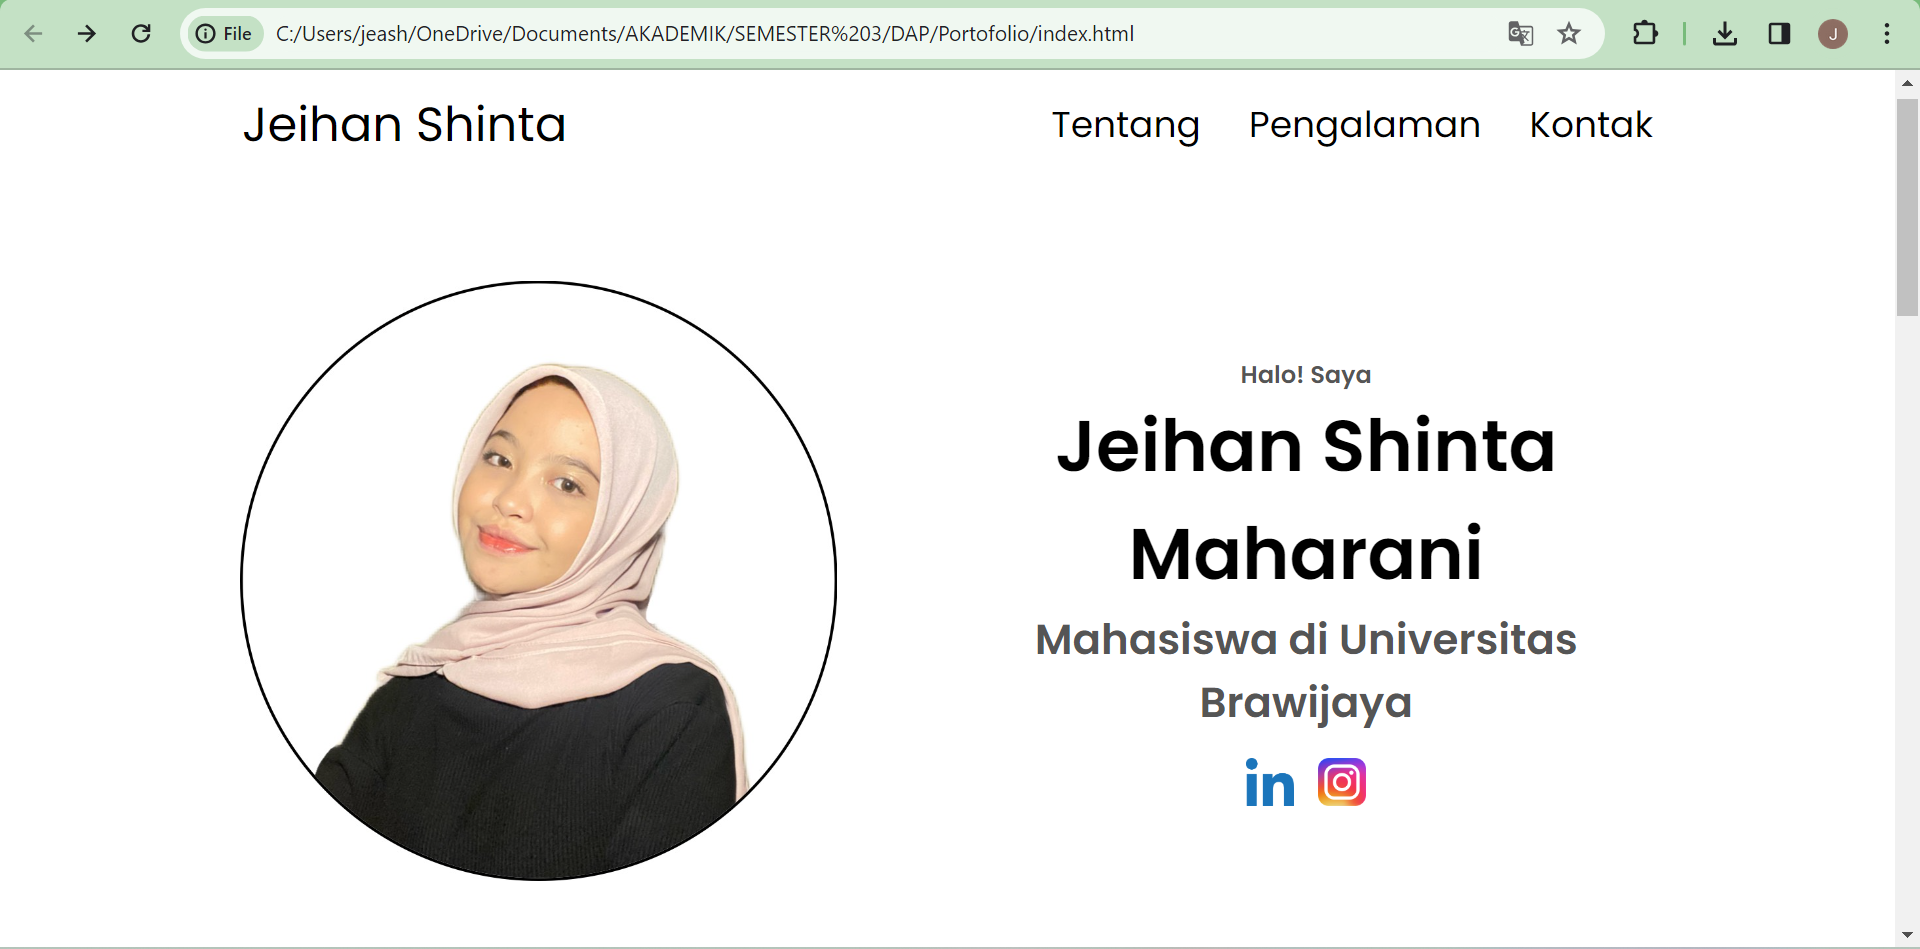 File
C:/Users/jeash/OneDrive/Documents/AKADEMIK/SEMESTER%203/DAP/Portofolio/index.html
J
Jeihan Shinta
Tentang
Pengalaman
Kontak
Halo! Saya
Jeihan Shinta
Maharani
Mahasiswa di Universitas
Brawijaya
in